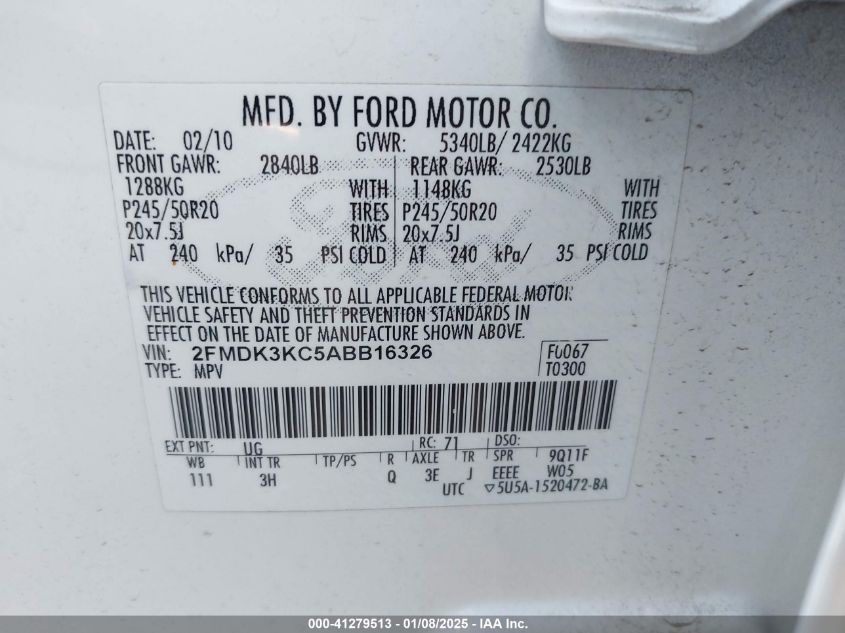 MFD. BY FORD MOTOR CO.
DATE: 02/10 GVWR: 5340LB/ 2422KG
FRONT GAWR: 2840LB REAR GAWR: 2530LB
1288KG WITH 1148KG WITH
P245/50R20 TIRES P245/50R20 TIRES
20x7.5J RIMS 20x7.5J RIMS
AT 240 kPa/ 35 PSI COLD AT 240 kPa/ 35 PSI COLD
THIS VEHICLE CONFORMS TO ALL APPLICABLE FEDERAL MOTOR
VEHICLE SAFETY AND THEFT PREVENTION STANDARDS IN
EFFECT ON THE DATE OF MANUFACTURE SHOWN ABOVE.
VIN: 2FMDK3KC5ABB16326 F0067
TYPE: MPV T0300
EXT PNT: UG RC: 71 DSO:
WB INT TR TP/PS R AXLE TR SPR 9Q11F
111 3H Q 3E J EEEE W05
UTC ▽5U5A-1520472-BA
000-41279513 - 01/08/2025 - IAA Inc.